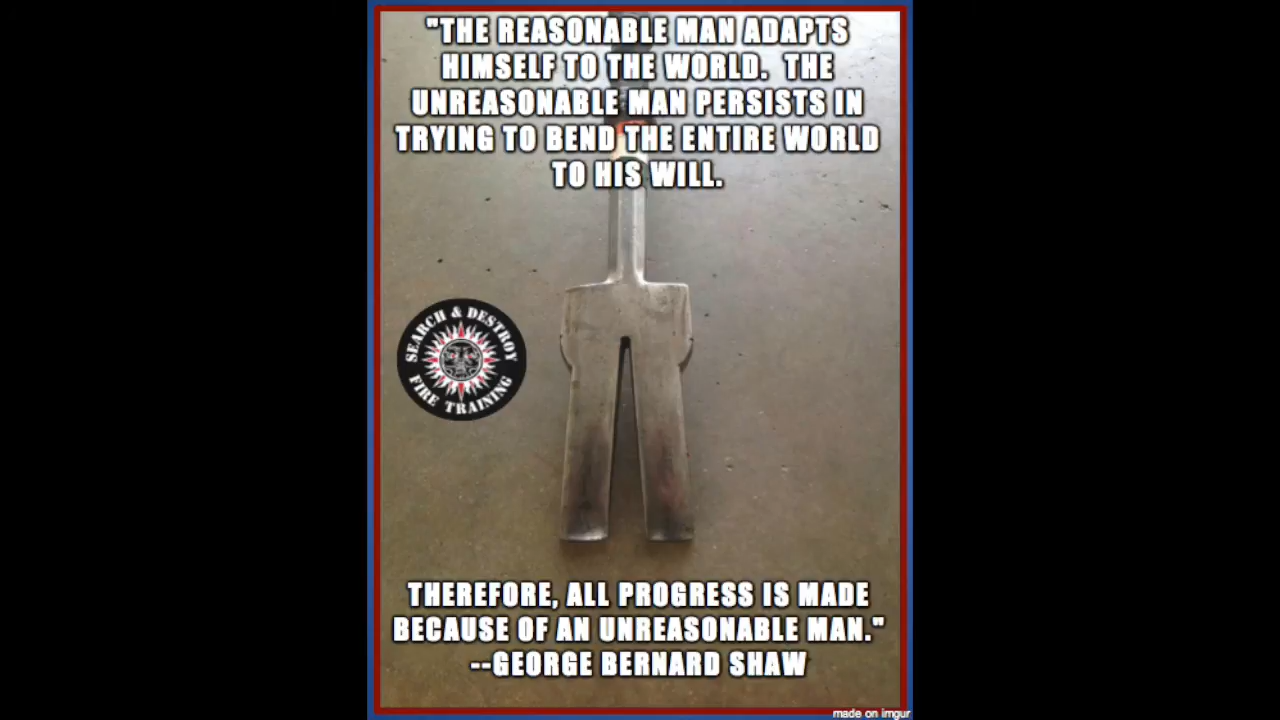 "THE REASONABLE MAN ADAPTS
HIMSELF TO THE WORLD. THE
UNREASONABLE MAN PERSISTS IN
TRYING TO BEND THE ENTIRE WORLD
TO HIS WILL.
SEARCH & DESTROY
FIRE TRAINING
THEREFORE, ALL PROGRESS IS MADE
BECAUSE OF AN UNREASONABLE MAN."
--GEORGE BERNARD SHAW
made on imgur